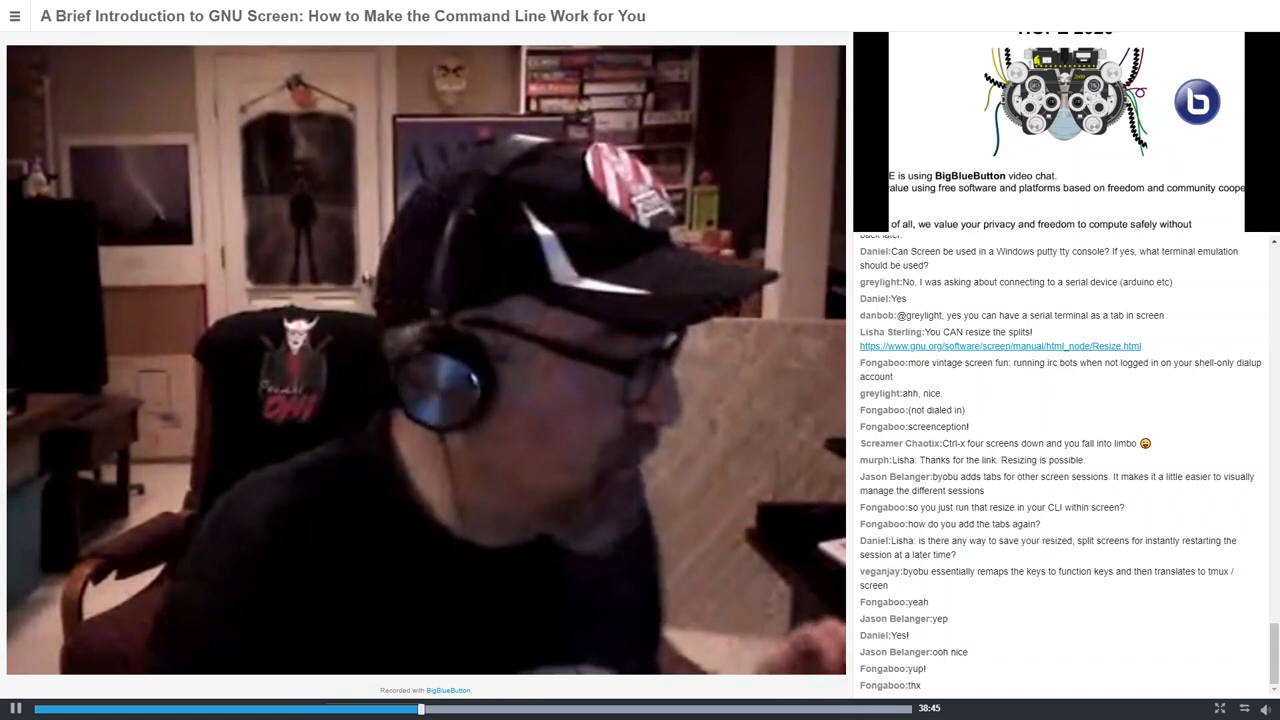 A Brief Introduction to GNU Screen: How to Make the Command Line Work for You
E is using BigBlueButton video chat.
alue using free software and platforms based on freedom and community coope
of all, we value your privacy and freedom to compute safely without
back later.
Daniel:Can Screen be used in a Windows putty tty console? If yes, what terminal emulation
should be used?
greylight:No, I was asking about connecting to a serial device (arduino etc)
Daniel:Yes
danbob:@greylight, yes you can have a serial terminal as a tab in screen
Lisha Sterling:You CAN resize the splits!
https://www.gnu.org/software/screen/manual/html_node/Resize.html
Fongaboo:more vintage screen fun: running irc bots when not logged in on your shell-only dialup
account
greylight:ahh, nice.
Fongaboo:(not dialed in)
Fongaboo:screenception!
Screamer Chaotix:Ctrl-x four screens down and you fall into limbo
murph:Lisha: Thanks for the link. Resizing is possible.
Jason Belanger:byobu adds tabs for other screen sessions. It makes it a little easier to visually
manage the different sessions
Fongaboo:so you just run that resize in your CLI within screen?
Fongaboo:how do you add the tabs again?
Daniel:Lisha: is there any way to save your resized, split screens for instantly restarting the
session at a later time?
veganjay:byobu essentially remaps the keys to function keys and then translates to tmux /
screen
Fongaboo:yeah
Jason Belanger:yep
Daniel:Yes!
Jason Belanger:ooh nice
Fongaboo:yup!
Fongaboo:thx
Recorded with BigBlueButton.
38:45